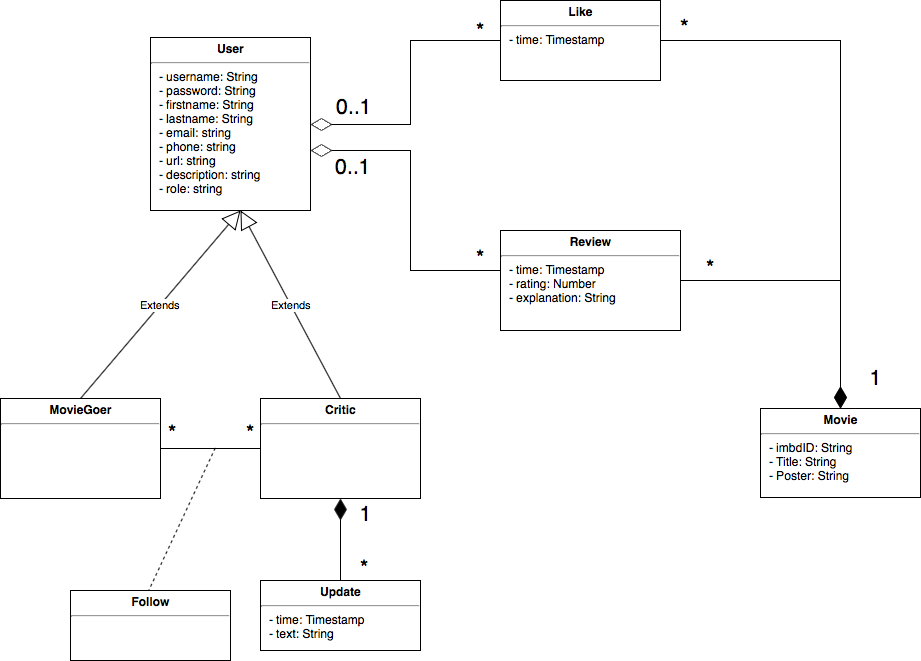 Like
- time: Timestamp
*
*
User
- username: String
- password: String
- firstname: String
- lastname: String
- email: string
- phone: string
- url: string
- description: string
- role: string
0..1
0..1
Review
- time: Timestamp
- rating: Number
- explanation: String
*
*
Extends
Extends
1
MovieGoer
*
*
Critic
Movie
- imbdID: String
- Title: String
- Poster: String
1
*
Follow
Update
- time: Timestamp
- text: String